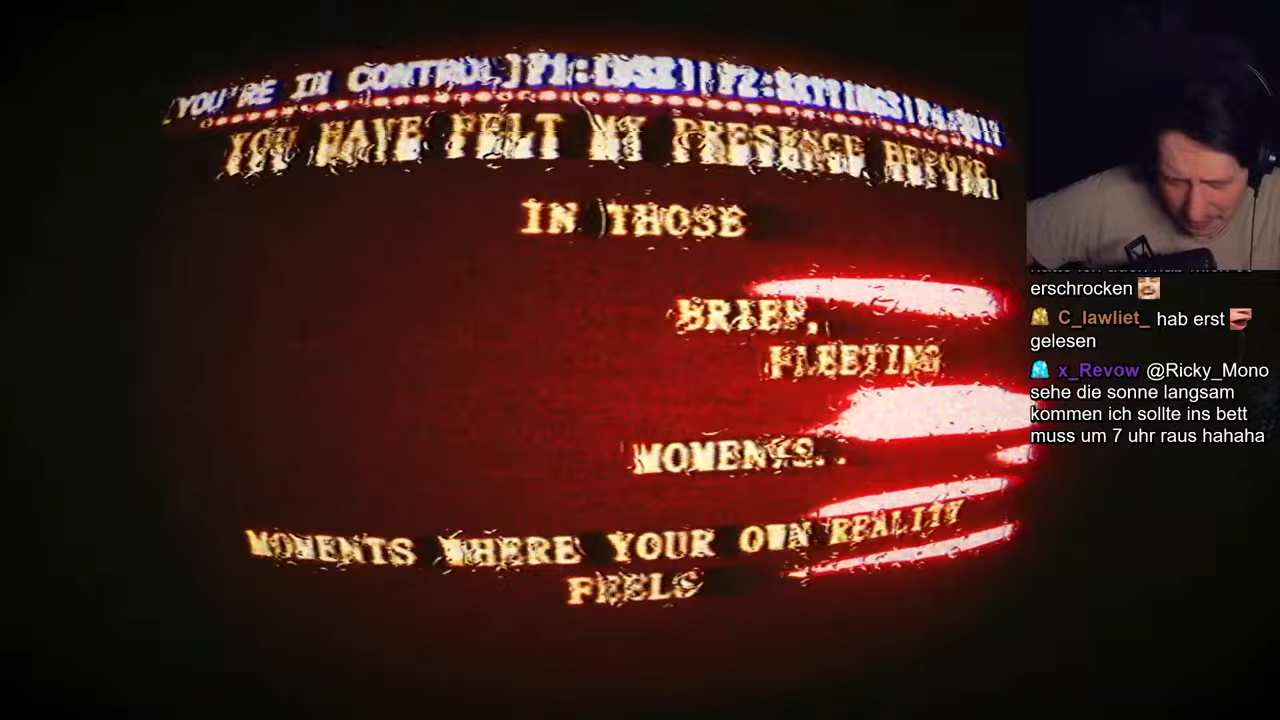 [YOU'RE IN CONTROL]
YOU HAVE FELT MY PRESENCE BEFORE,
IN THOSE
BRIEF,
FLEETING
MOMENTS..
MOMENTS WHERE YOUR OWN REALITY
FEELS
erschrocken
C_lawliet_ hab erst
gelesen
x_Revow @Ricky_Mono
sehe die sonne langsam
kommen ich sollte ins bett
muss um 7 uhr raus hahaha